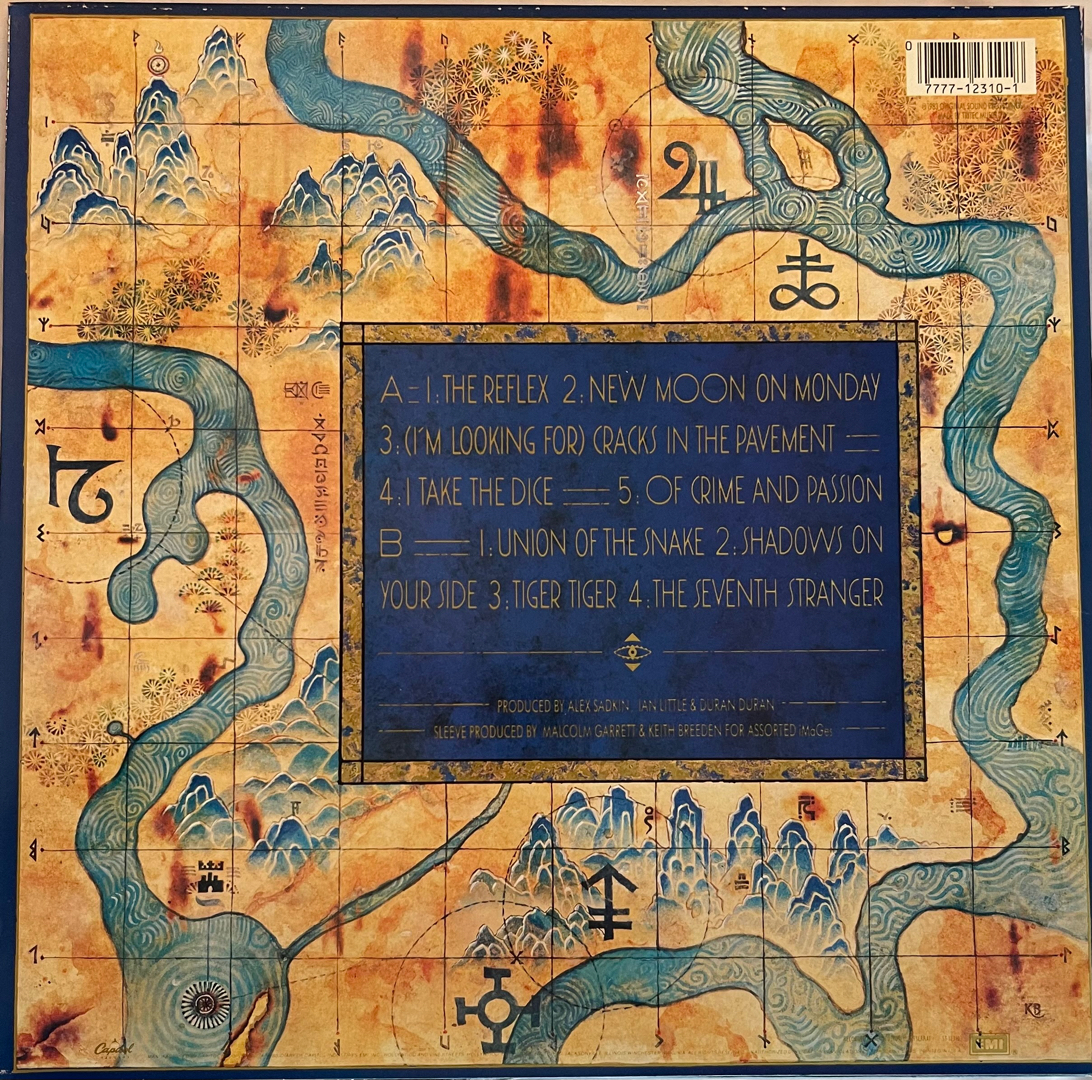 0
7777-12310-1
A = 1: THE REFLEX 2: NEW MOON ON MONDAY
3: (I'M LOOKING FOR) CRACKS IN THE PAVEMENT
4: I TAKE THE DICE 5: OF CRIME AND PASSION
B 1: UNION OF THE SNAKE 2: SHADOWS ON
YOUR SIDE 3: TIGER TIGER 4: THE SEVENTH STRANGER
PRODUCED BY ALEX SADKIN IAN LITTLE & DURAN DURAN
SLEEVE PRODUCED BY MALCOLM GARRETT & KEITH BREEDEN FOR ASSORTED iMaGes
KB
Capitol
EMI